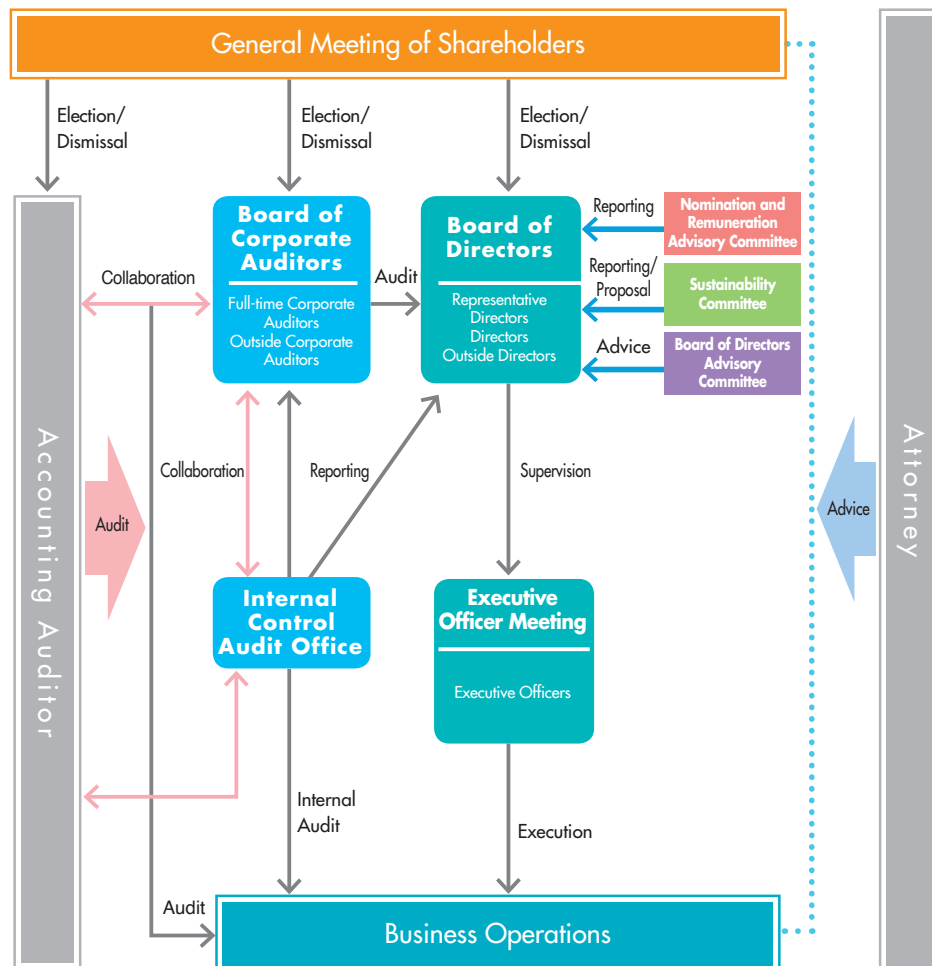 General Meeting of Shareholders
Election/
Dismissal
Election/
Dismissal
Election/
Dismissal
Board of
Corporate
Auditors
Full-time Corporate
Auditors
Outside Corporate
Auditors
Audit
Board of
Directors
Representative
Directors
Directors
Outside Directors
Reporting
Nomination and
Remuneration
Advisory Committee
Reporting/
Proposal
Sustainability
Committee
Advice
Board of Directors
Advisory
Committee
Collaboration
Accounting Auditor
Audit
Collaboration
Reporting
Supervision
Advice
Attorney
Internal
Control
Audit Office
Executive
Officer Meeting
Executive Officers
Internal
Audit
Execution
Audit
Business Operations